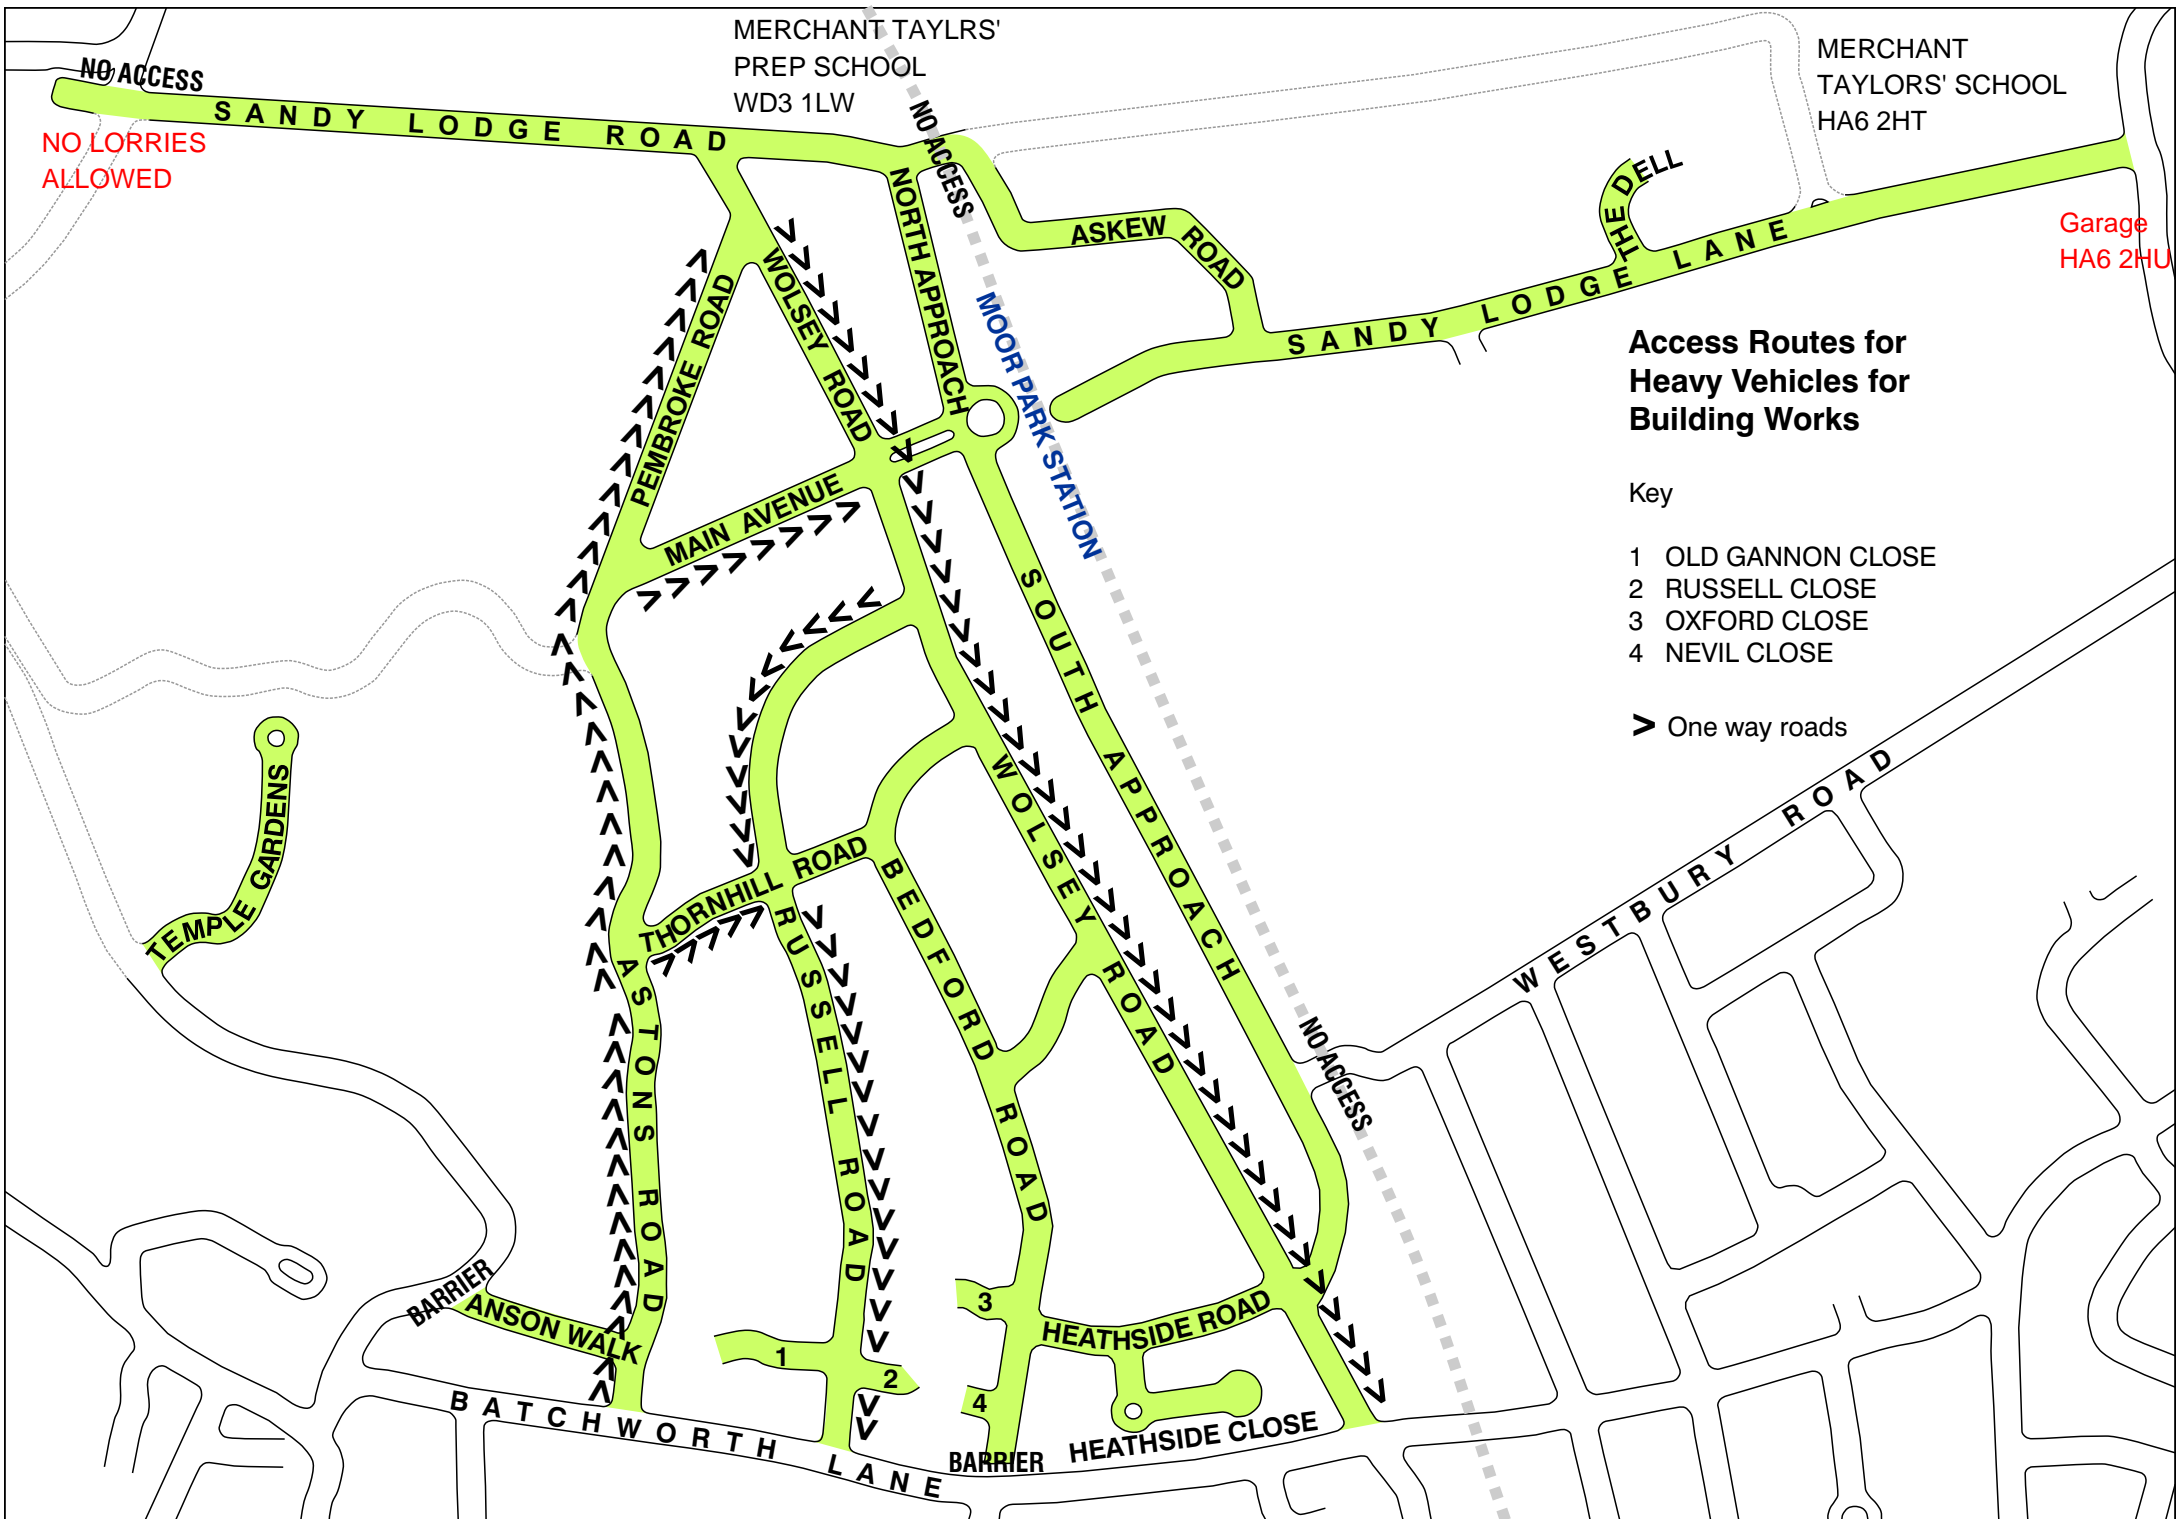 MERCHANT TAYLRS'
PREP SCHOOL
WD3 1LW
MERCHANT
TAYLORS' SCHOOL
HA6 2HT
NO ACCESS
SANDY LODGE ROAD
NO LORRIES
ALLOWED
NO ACCESS
NORTH APPROACH
ASKEW ROAD
THE DELL
SANDY LODGE LANE
Garage
HA6 2HU
WOLSEY ROAD
PEMBROKE ROAD
MOOR PARK STATION
MAIN AVENUE
Access Routes for
Heavy Vehicles for
Building Works
Key
1 OLD GANNON CLOSE
2 RUSSELL CLOSE
3 OXFORD CLOSE
4 NEVIL CLOSE
> One way roads
SOUTH APPROACH
WOLSEY ROAD
WESTBURY ROAD
TEMPLE GARDENS
THORNHILL ROAD
BEDFORD ROAD
RUSSELL ROAD
ASTONS ROAD
NO ACCESS
BARRIER
ANSON WALK
1
2
3
4
HEATHSIDE ROAD
HEATHSIDE CLOSE
BARRIER
BATCHWORTH LANE